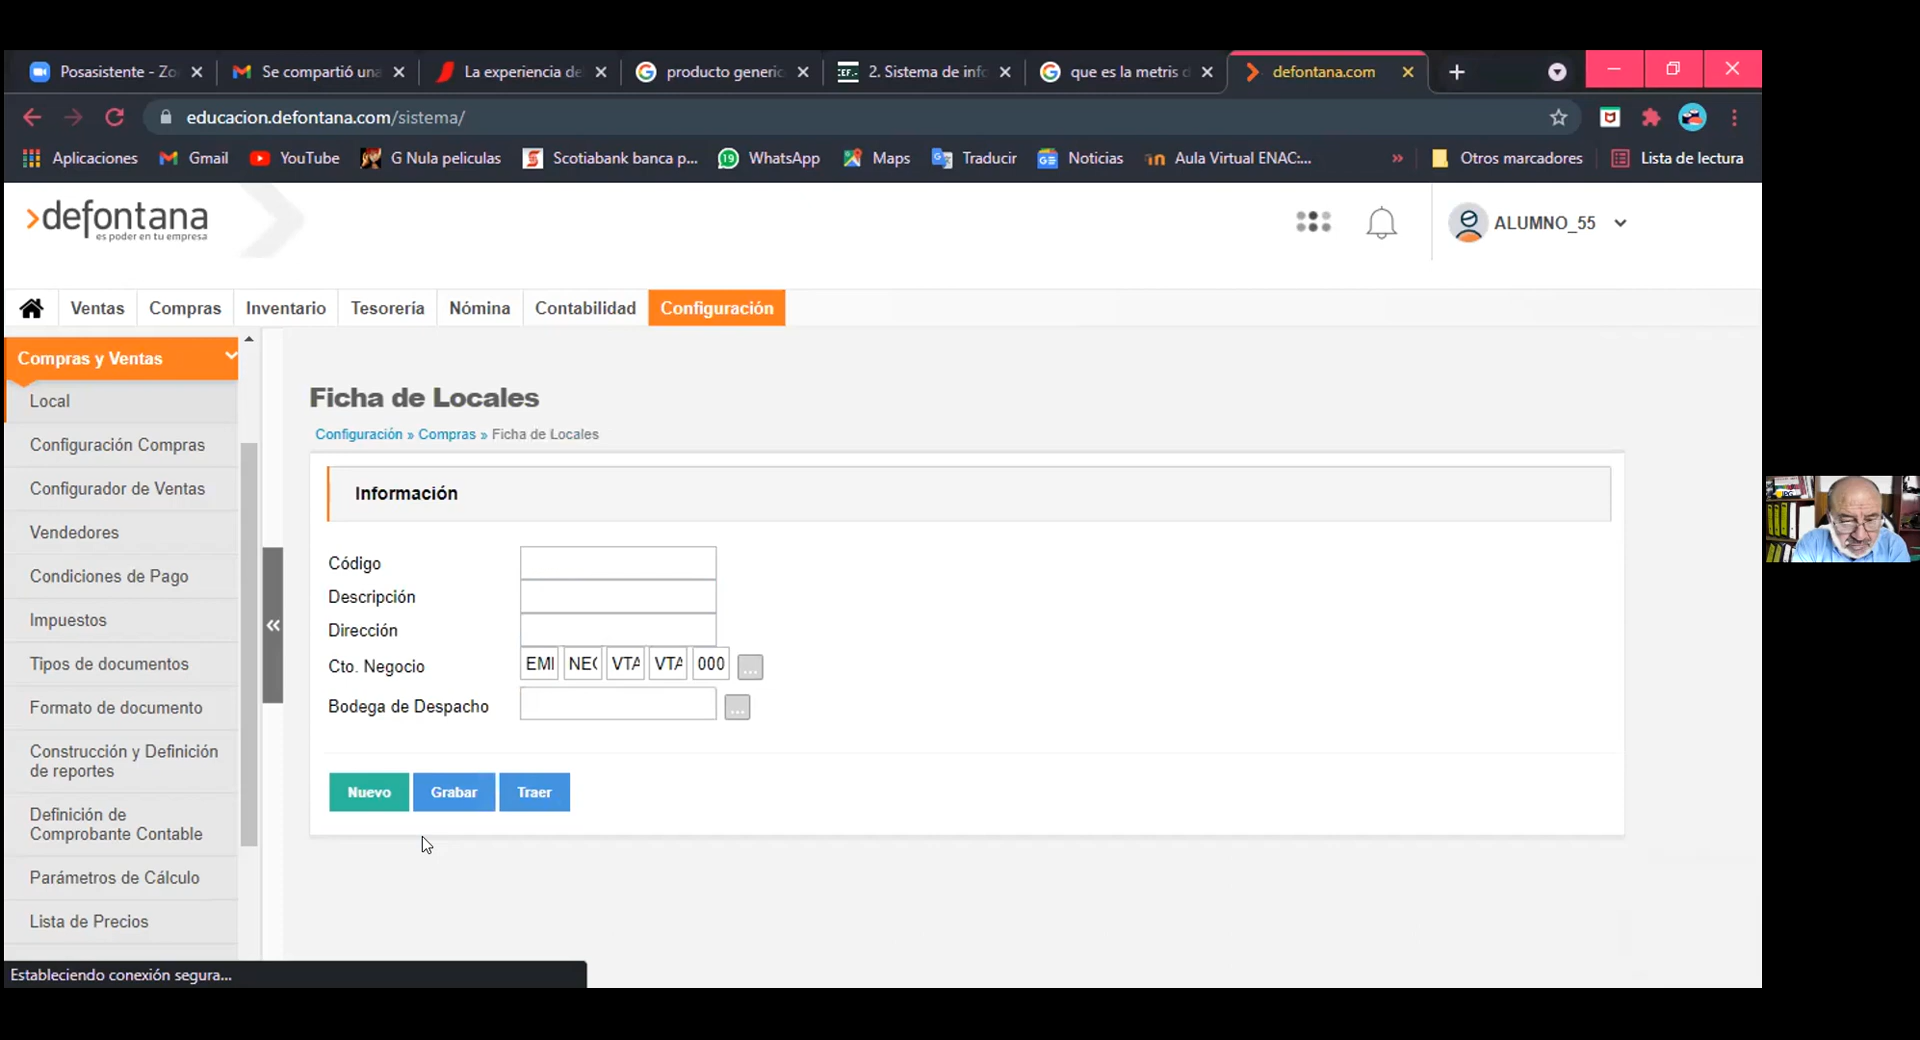 Posasistente - Zo
Se compartió una
La experiencia de
producto generic
2. Sistema de info
que es la metris d
defontana.com
educacion.defontana.com/sistema/
Aplicaciones
Gmail
YouTube
G Nula peliculas
Scotiabank banca p...
WhatsApp
Maps
Traducir
Noticias
Aula Virtual ENAC:...
»
Otros marcadores
Lista de lectura
defontana
es poder en tu empresa
ALUMNO_55
Ventas
Compras
Inventario
Tesorería
Nómina
Contabilidad
Configuración
Compras y Ventas
Local
Configuración Compras
Configurador de Ventas
Vendedores
Condiciones de Pago
Impuestos
Tipos de documentos
Formato de documento
Construcción y Definición
de reportes
Definición de
Comprobante Contable
Parámetros de Cálculo
Lista de Precios
«
Ficha de Locales
Configuración » Compras » Ficha de Locales
Información
Código
Descripción
Dirección
Cto. Negocio EMI NEC VTA VTA 000 ...
Bodega de Despacho ...
Nuevo Grabar Traer
Estableciendo conexión segura...